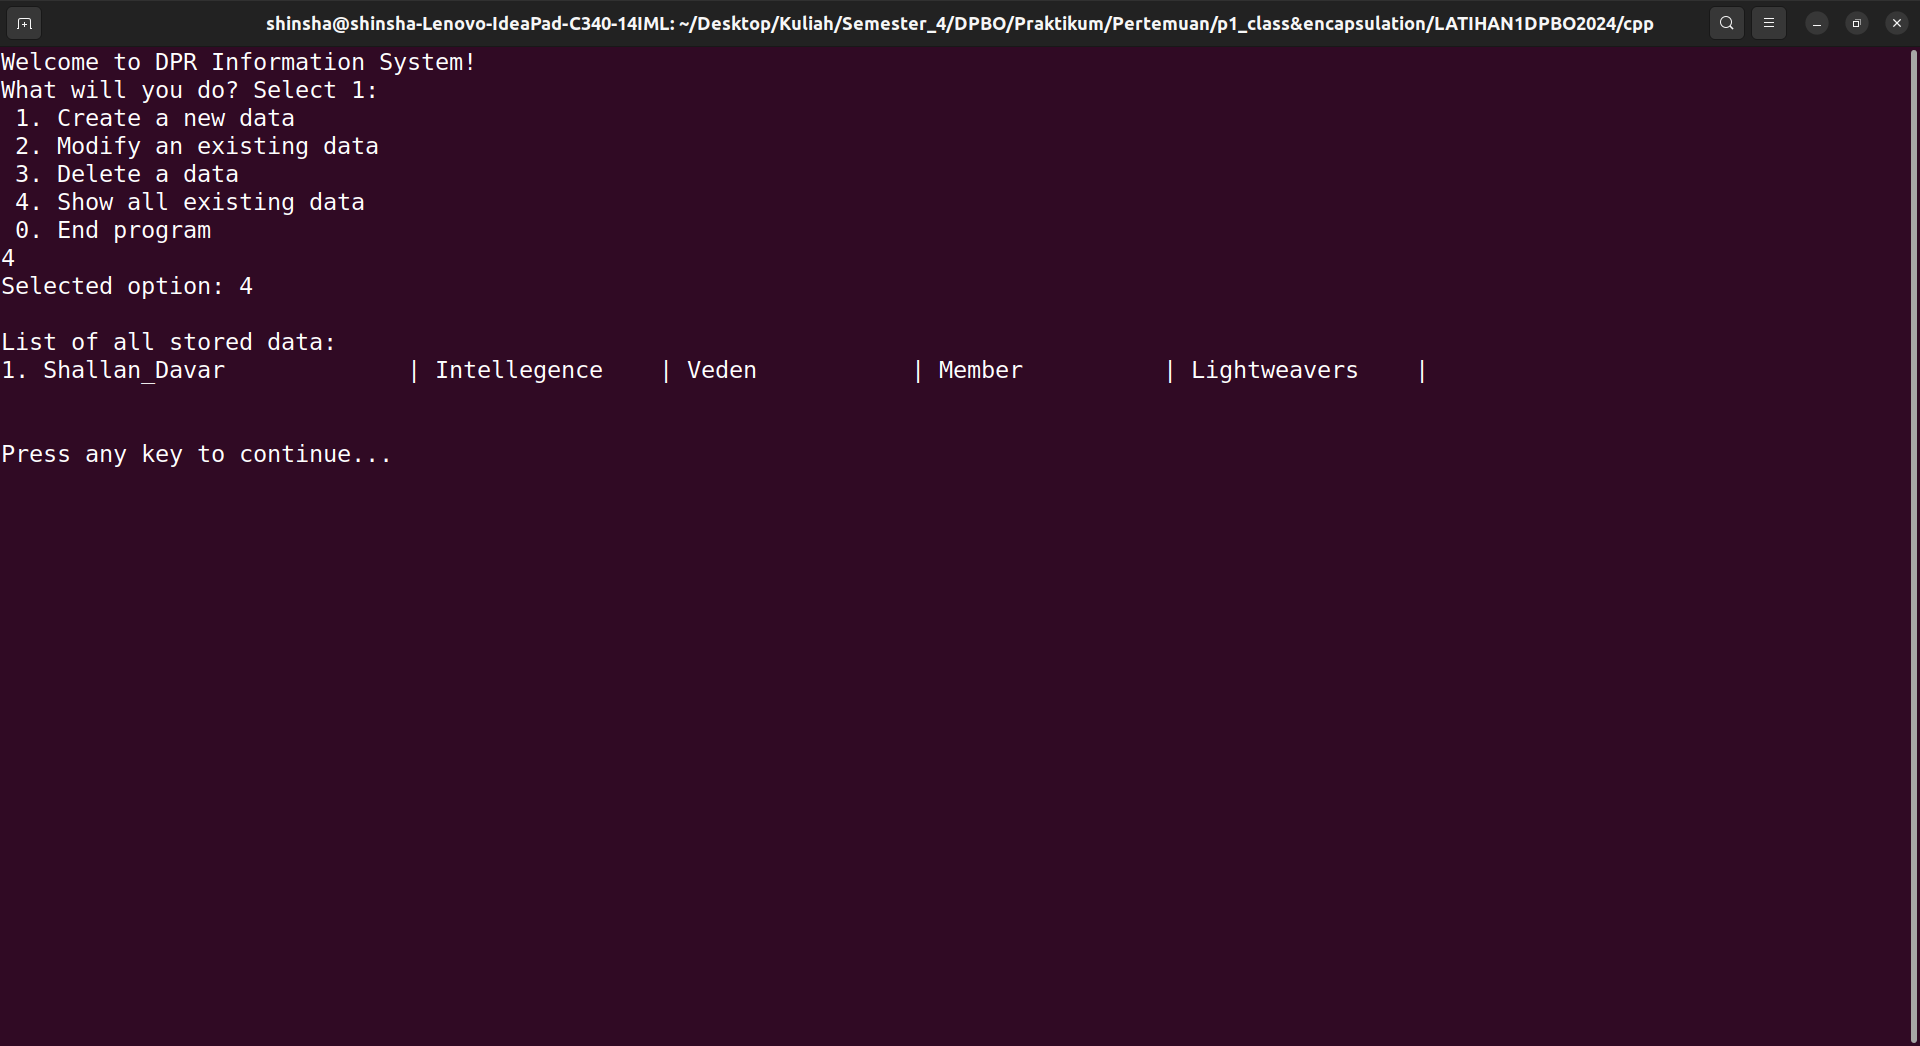 shinsha@shinsha-Lenovo-IdeaPad-C340-14IML: ~/Desktop/Kuliah/Semester_4/DPBO/Praktikum/Pertemuan/p1_class&encapsulation/LATIHAN1DPBO2024/cpp
Welcome to DPR Information System!
What will you do? Select 1:
 1. Create a new data
 2. Modify an existing data
 3. Delete a data
 4. Show all existing data
 0. End program
4
Selected option: 4
List of all stored data:
1. Shallan_Davar             | Intellegence    | Veden           | Member          | Lightweavers    |
Press any key to continue...